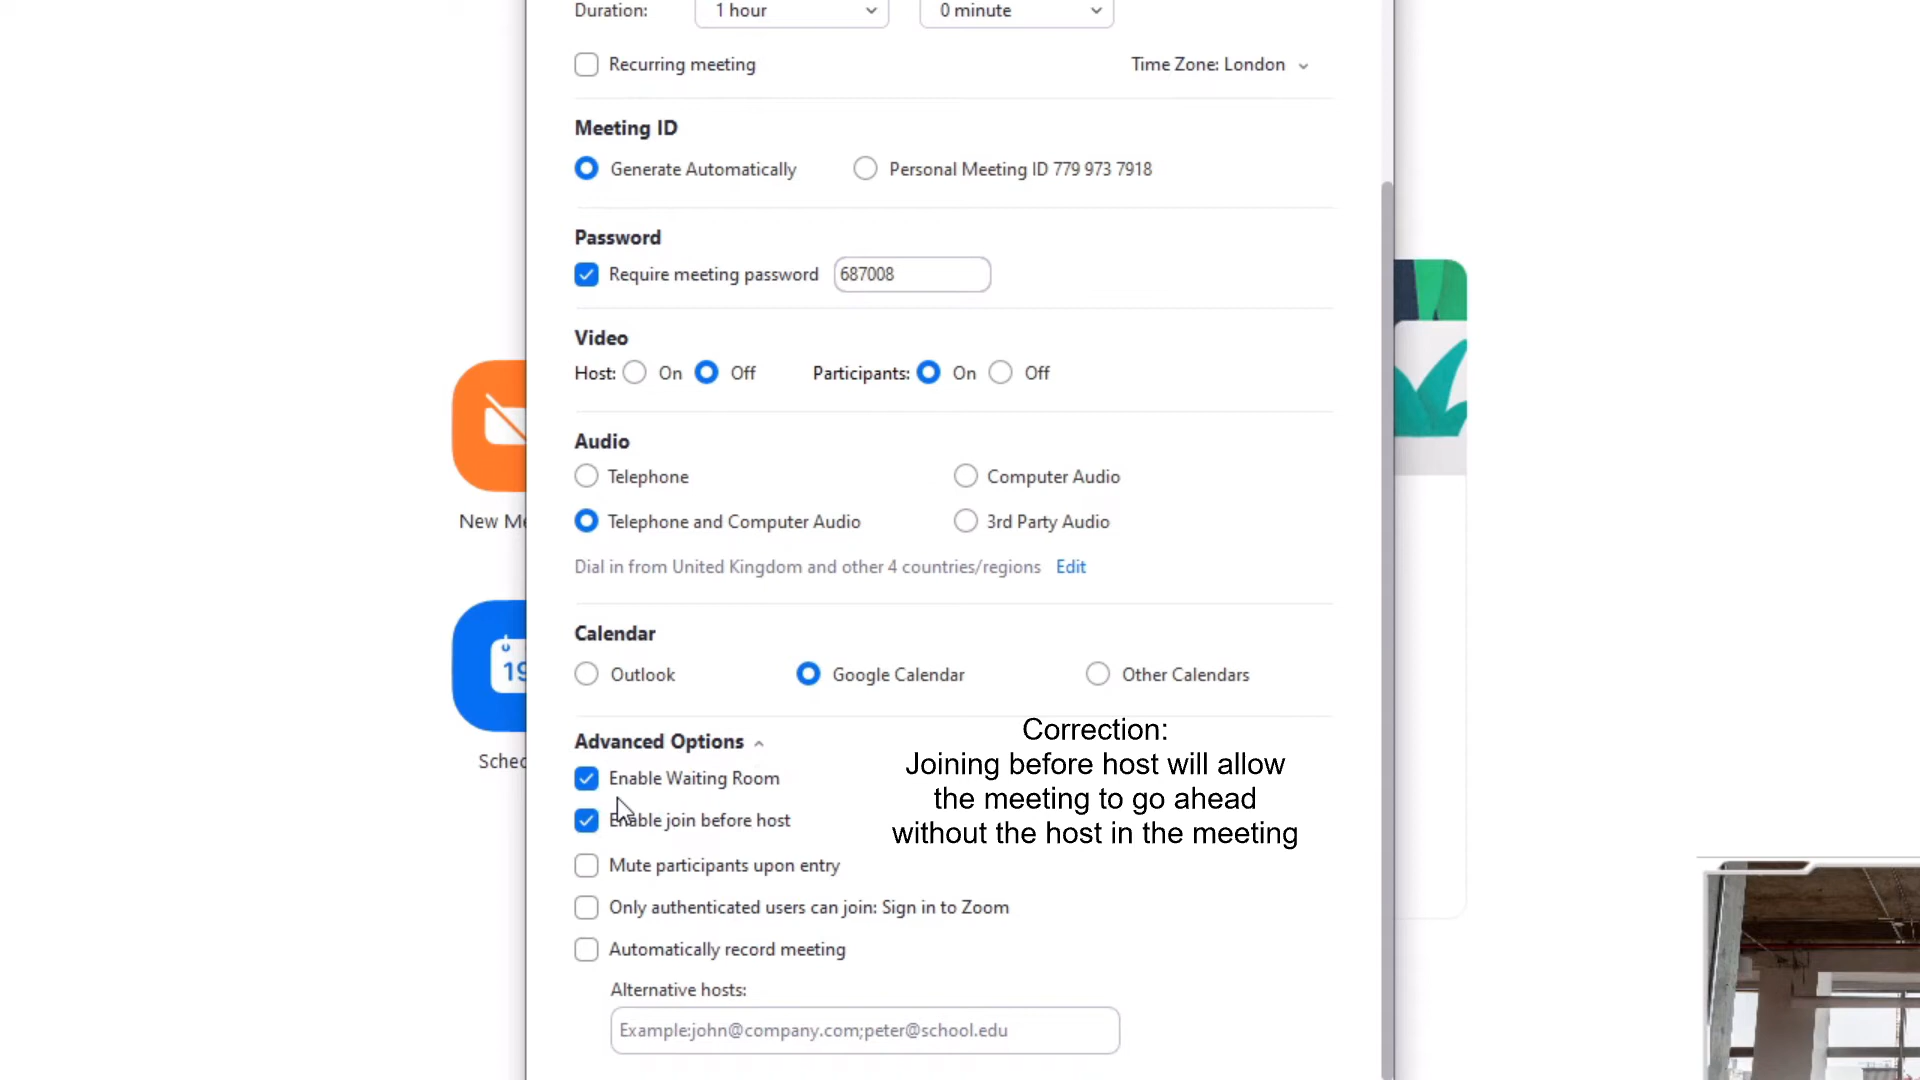 Duration: 1 hour 0 minute
Recurring meeting Time Zone: London
Meeting ID
Generate Automatically Personal Meeting ID 779 973 7918
Password
Require meeting password 687008
Video
Host: On Off Participants: On Off
Audio
Telephone Computer Audio
New Me
Telephone and Computer Audio 3rd Party Audio
Dial in from United Kingdom and other 4 countries/regions Edit
Calendar
19
Outlook Google Calendar Other Calendars
Correction:
Joining before host will allow
the meeting to go ahead
without the host in the meeting
Advanced Options
Sched
Enable Waiting Room
Enable join before host
Mute participants upon entry
Only authenticated users can join: Sign in to Zoom
Automatically record meeting
Alternative hosts:
Example:john@company.com;peter@school.edu